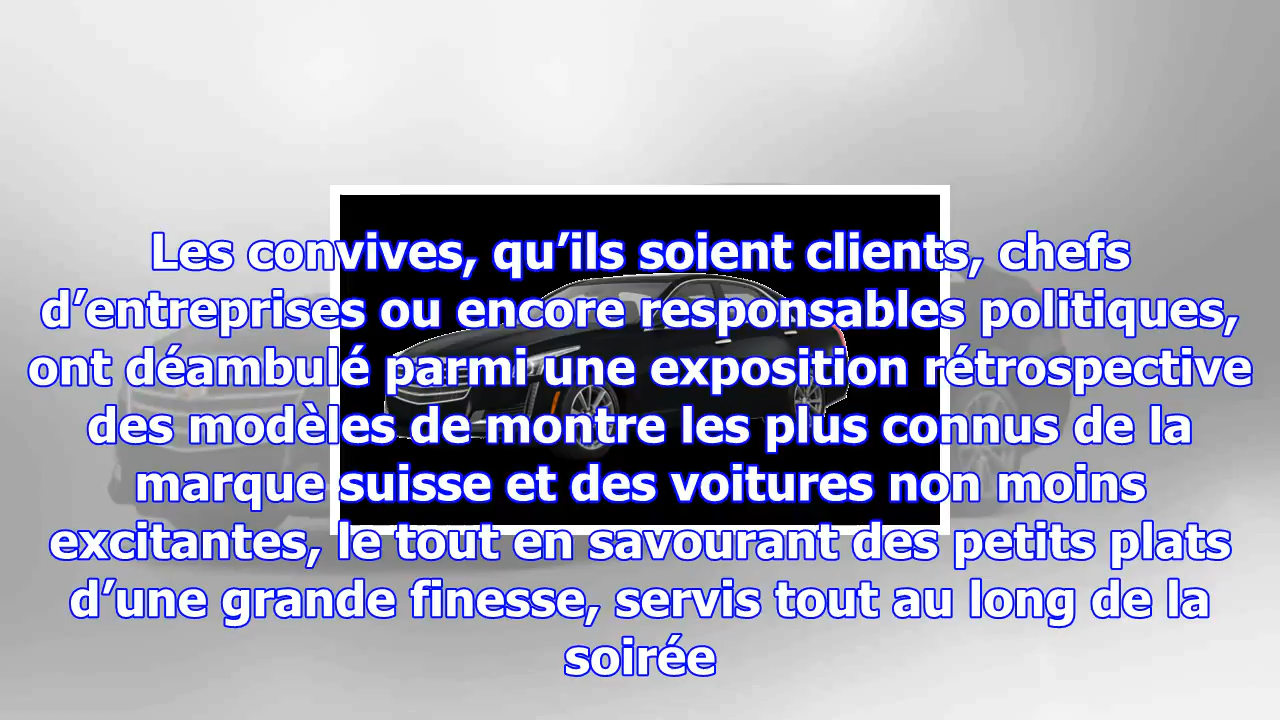 Les convives, qu’ils soient clients, chefs
d’entreprises ou encore responsables politiques,
ont déambulé parmi une exposition rétrospective
des modèles de montre les plus connus de la
marque suisse et des voitures non moins
excitantes, le tout en savourant des petits plats
d’une grande finesse, servis tout au long de la
soirée